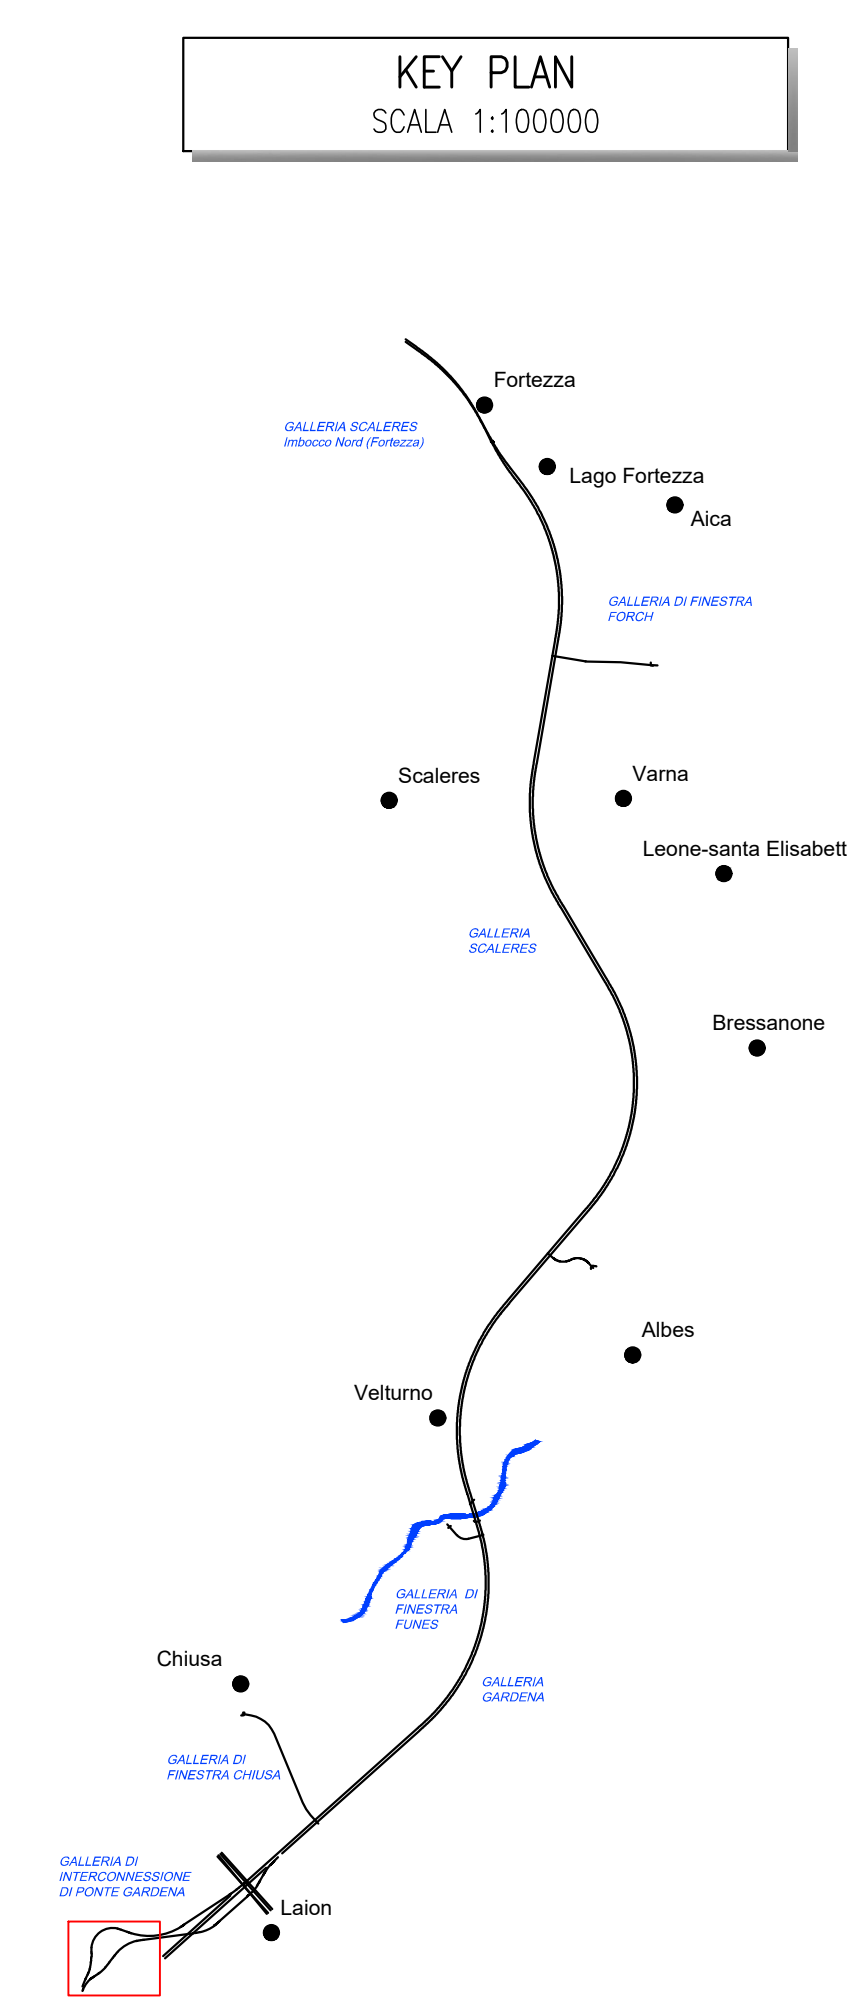 KEY PLAN
SCALA 1:100000
Fortezza
GALLERIA SCALERES
Imbocco Nord (Fortezza)
Lago Fortezza
Aica
GALLERIA DI FINESTRA
FORCH
Scaleres
Varna
Leone-santa Elisabett
GALLERIA
SCALERES
Bressanone
Albes
Velturno
GALLERIA DI
FINESTRA
FUNES
Chiusa
GALLERIA
GARDENA
GALLERIA DI
FINESTRA CHIUSA
GALLERIA DI
INTERCONNESSIONE
DI PONTE GARDENA
Laion